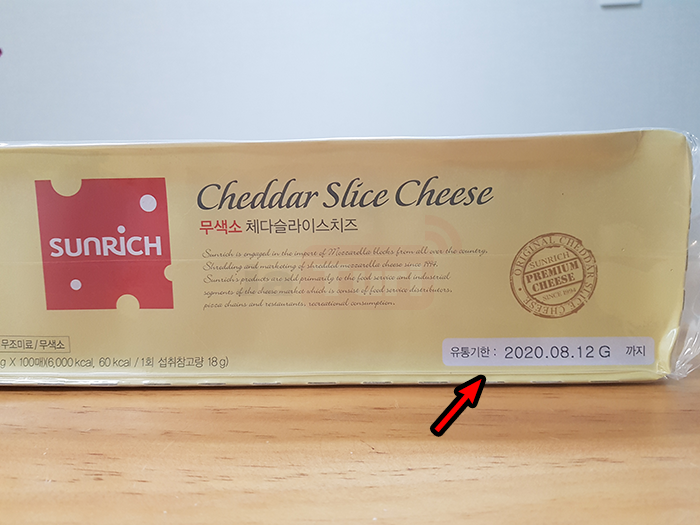 SUNRICH
Cheddar Slice Cheese
무색소 체다슬라이스치즈
Sunrich is engaged in the import of Mozzarella blocks from all over the country.
Shredding and marketing of shredded mozzarella cheese since 1994.
Sunrich's products are sold primarily to the food service and industrial
segments of the cheese market which is consist of food service distributors,
pizza chains and restaurants, recreational consumption.
ORIGINAL CHEDDAR
SUNRICH
PREMIUM
CHEESE
SINCE 1994
SLICE CHEESE
무조미료 / 무색소
g X 100매(6,000 kcal, 60 kcal / 1회 섭취참고량 18 g)
유통기한 : 2020.08.12 G 까지